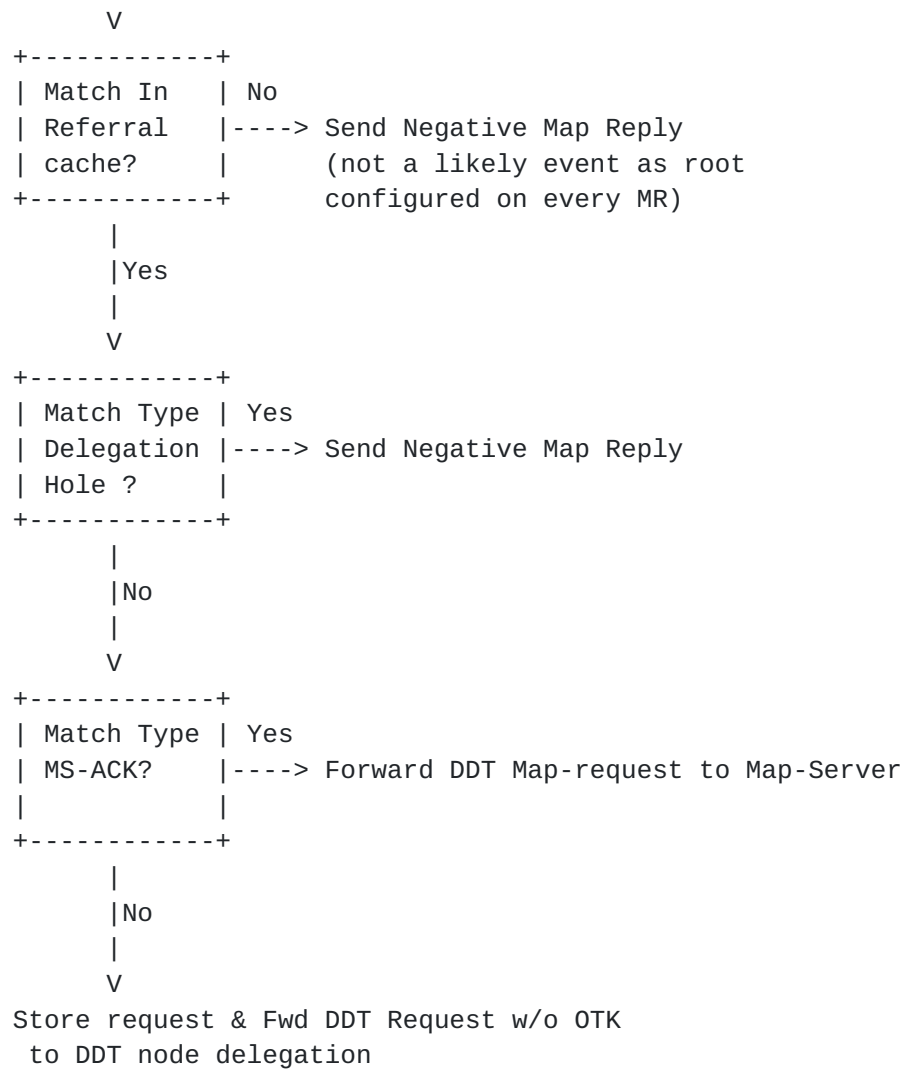 V
+------------+
| Match In   | No
| Referral   |----> Send Negative Map Reply
| cache?     |      (not a likely event as root
+------------+      configured on every MR)
      |
      |Yes
      |
      V
+------------+
| Match Type | Yes
| Delegation |----> Send Negative Map Reply
| Hole ?     |
+------------+
      |
      |No
      |
      V
+------------+
| Match Type | Yes
| MS-ACK?    |----> Forward DDT Map-request to Map-Server
|            |
+------------+
      |
      |No
      |
      V
Store request & Fwd DDT Request w/o OTK
 to DDT node delegation